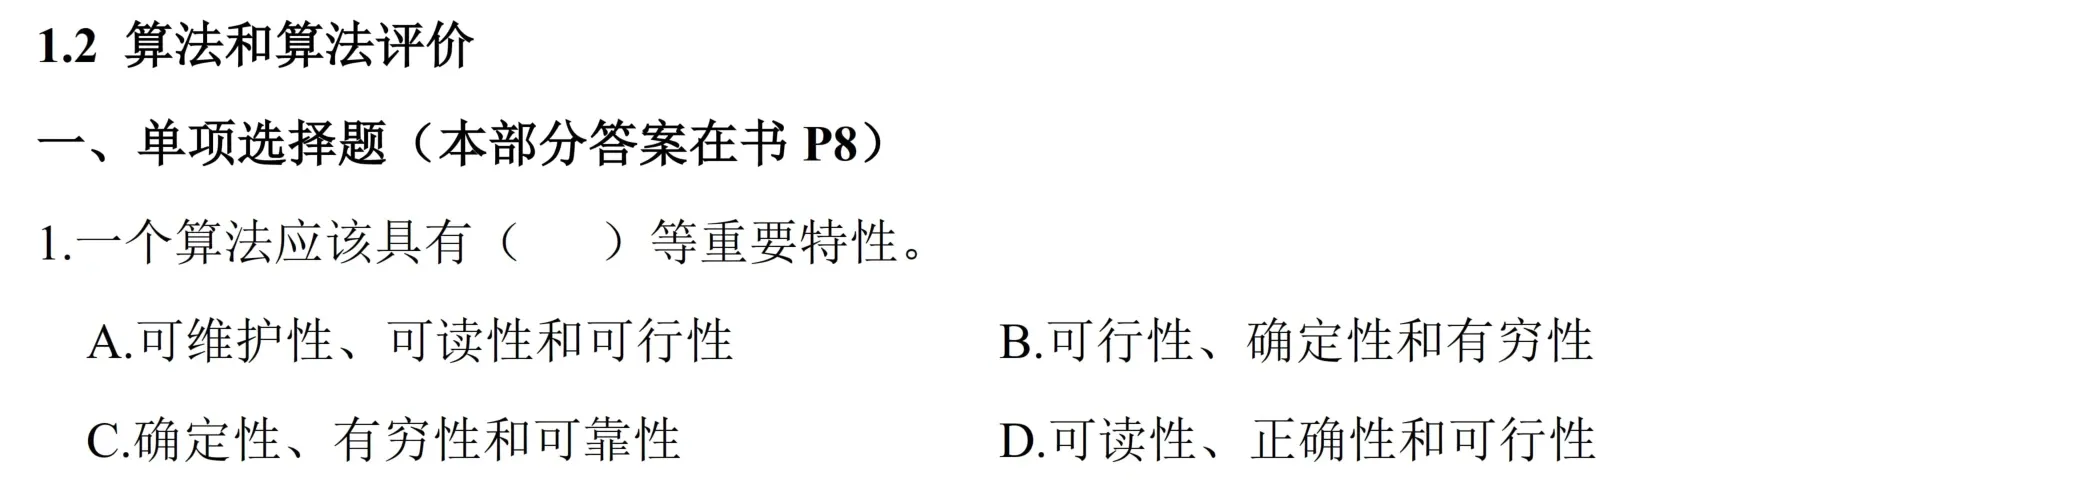 1.2 算法和算法评价
一、单项选择题（本部分答案在书 P8）
1.一个算法应该具有（ ）等重要特性。
A.可维护性、可读性和可行性 B.可行性、确定性和有穷性
C.确定性、有穷性和可靠性 D.可读性、正确性和可行性